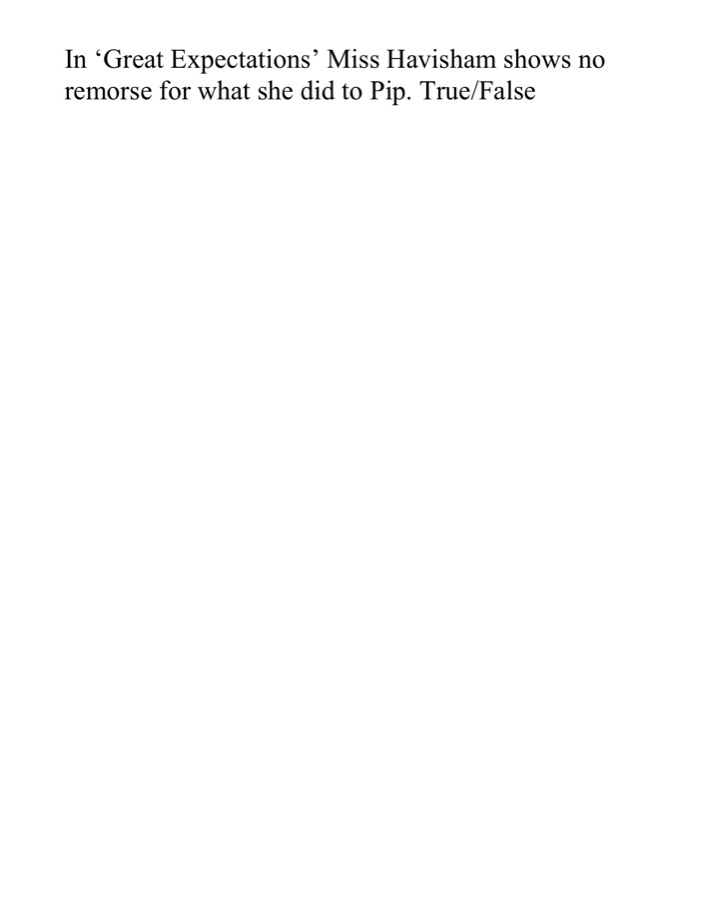 In ‘Great Expectations’ Miss Havisham shows no
remorse for what she did to Pip. True/False